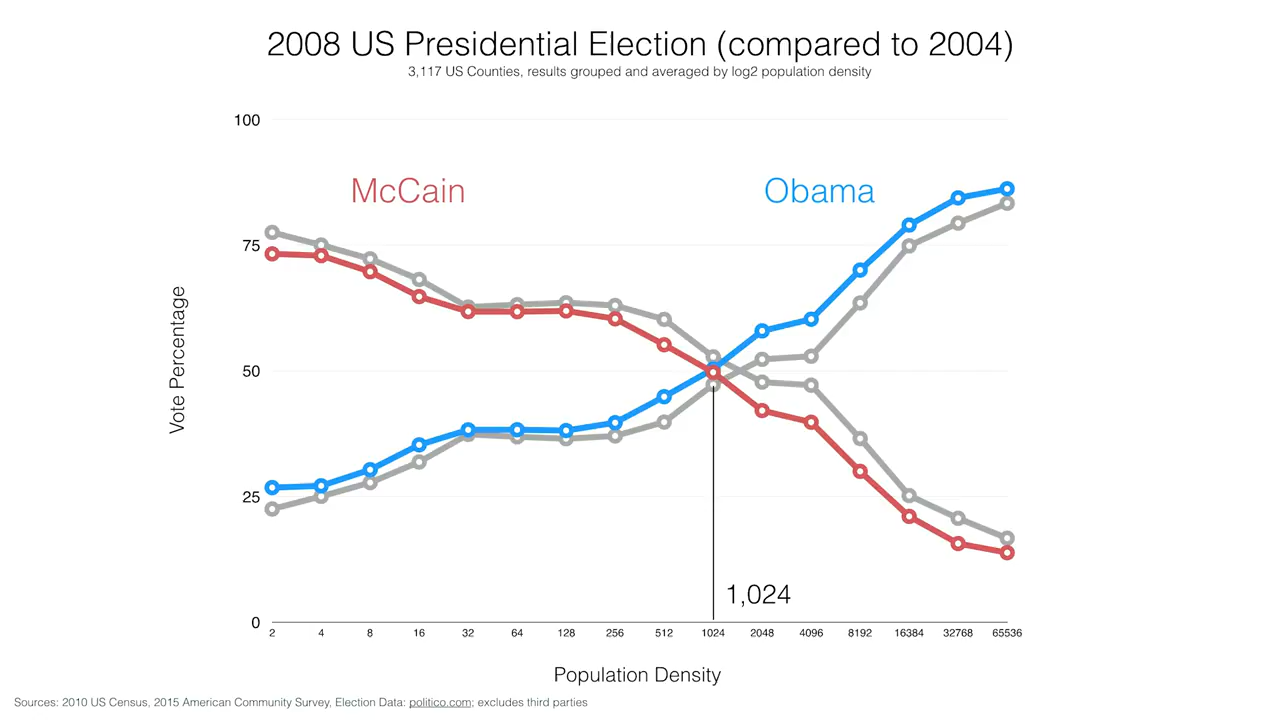 2008 US Presidential Election (compared to 2004)
3,117 US Counties, results grouped and averaged by log2 population density
100
McCain
Obama
75
Vote Percentage
50
25
1,024
0
2 4 8 16 32 64 128 256 512 1024 2048 4096 8192 16384 32768 65536
Population Density
Sources: 2010 US Census, 2015 American Community Survey, Election Data: politico.com; excludes third parties